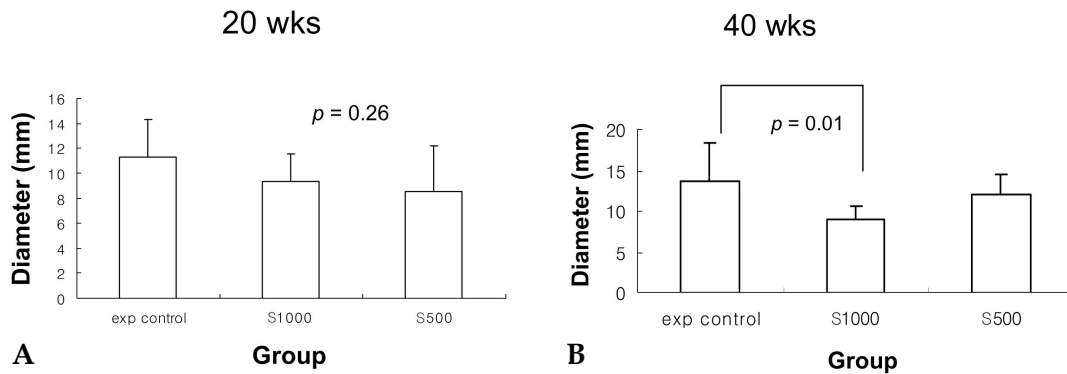 20 wks
16
14
12
10
8
6
4
2
0
Diameter (mm)
p = 0.26
exp control S1000 S500
Group
A
40 wks
20
15
10
5
0
Diameter (mm)
p = 0.01
exp control S1000 S500
Group
B